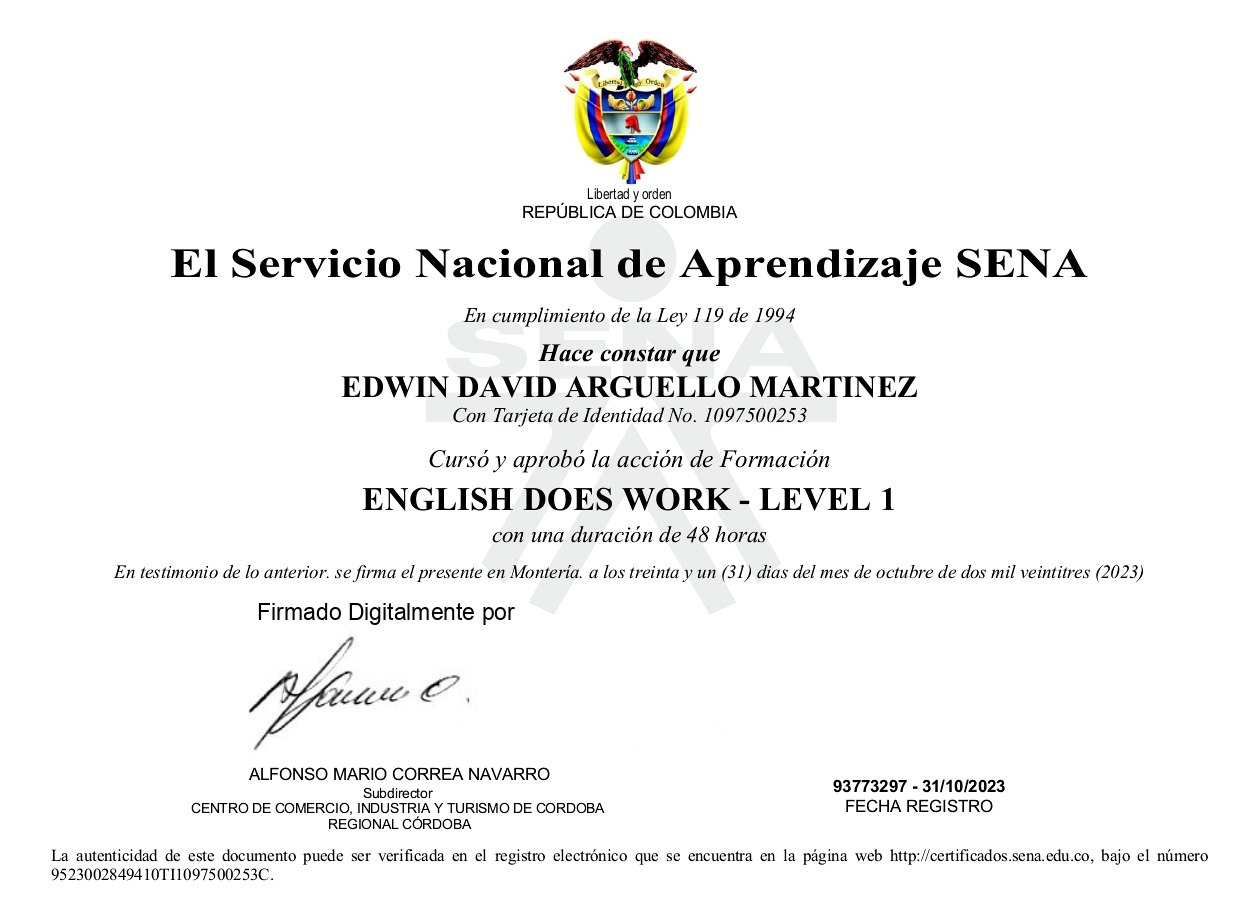 Libertad y Orden
Libertad y orden
REPÚBLICA DE COLOMBIA
El Servicio Nacional de Aprendizaje SENA
En cumplimiento de la Ley 119 de 1994
SENA
Hace constar que
EDWIN DAVID ARGUELLO MARTINEZ
Con Tarjeta de Identidad No. 1097500253
Cursó y aprobó la acción de Formación
ENGLISH DOES WORK - LEVEL 1
con una duración de 48 horas
En testimonio de lo anterior. se firma el presente en Montería. a los treinta y un (31) dias del mes de octubre de dos mil veintitres (2023)
Firmado Digitalmente por
ALFONSO MARIO CORREA NAVARRO
Subdirector
CENTRO DE COMERCIO, INDUSTRIA Y TURISMO DE CORDOBA
REGIONAL CÓRDOBA
93773297 - 31/10/2023
FECHA REGISTRO
La autenticidad de este documento puede ser verificada en el registro electrónico que se encuentra en la página web http://certificados.sena.edu.co, bajo el número
9523002849410TI1097500253C.